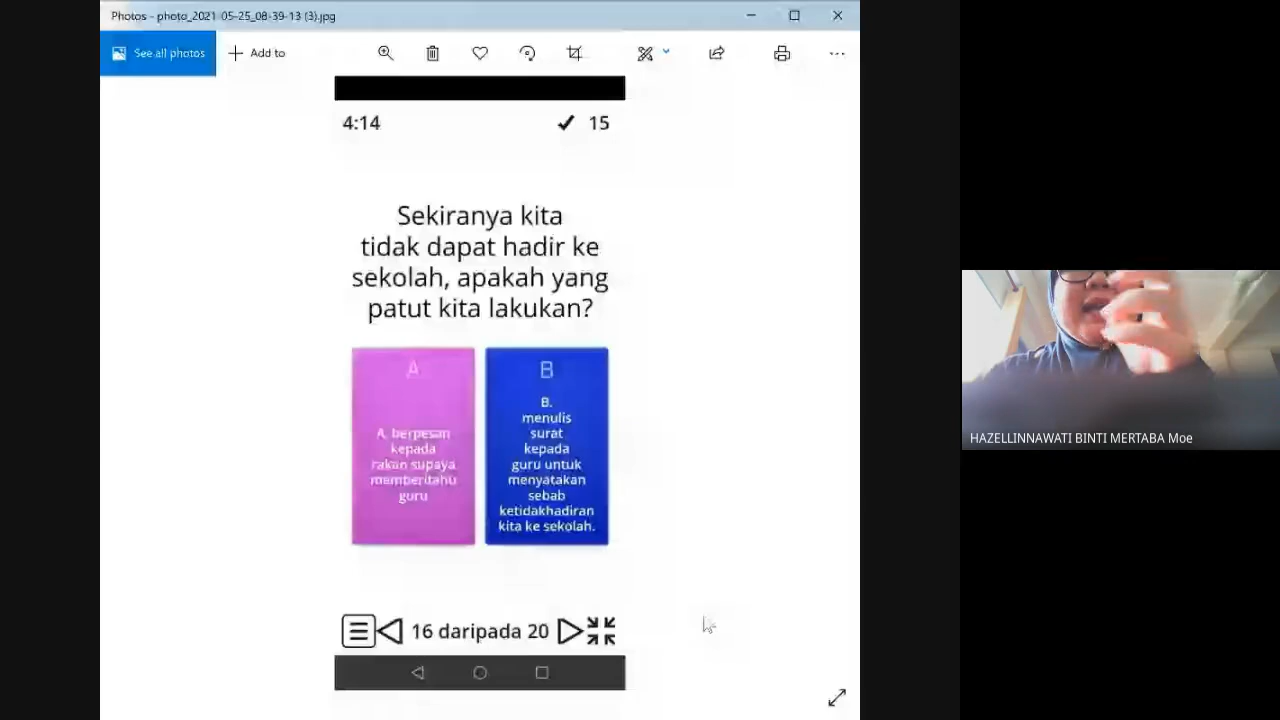 Photos - photo_2021-05-25_08-39-13 (3).jpg
See all photos
Add to
4:14
15
Sekiranya kita
tidak dapat hadir ke
sekolah, apakah yang
patut kita lakukan?
A
A. berpesan
kepada
rakan supaya
memberitahu
guru
B
B.
menulis
surat
kepada
guru untuk
menyatakan
sebab
ketidakhadiran
kita ke sekolah.
16 daripada 20
HAZELLINNAWATI BINTI MERTABA Moe